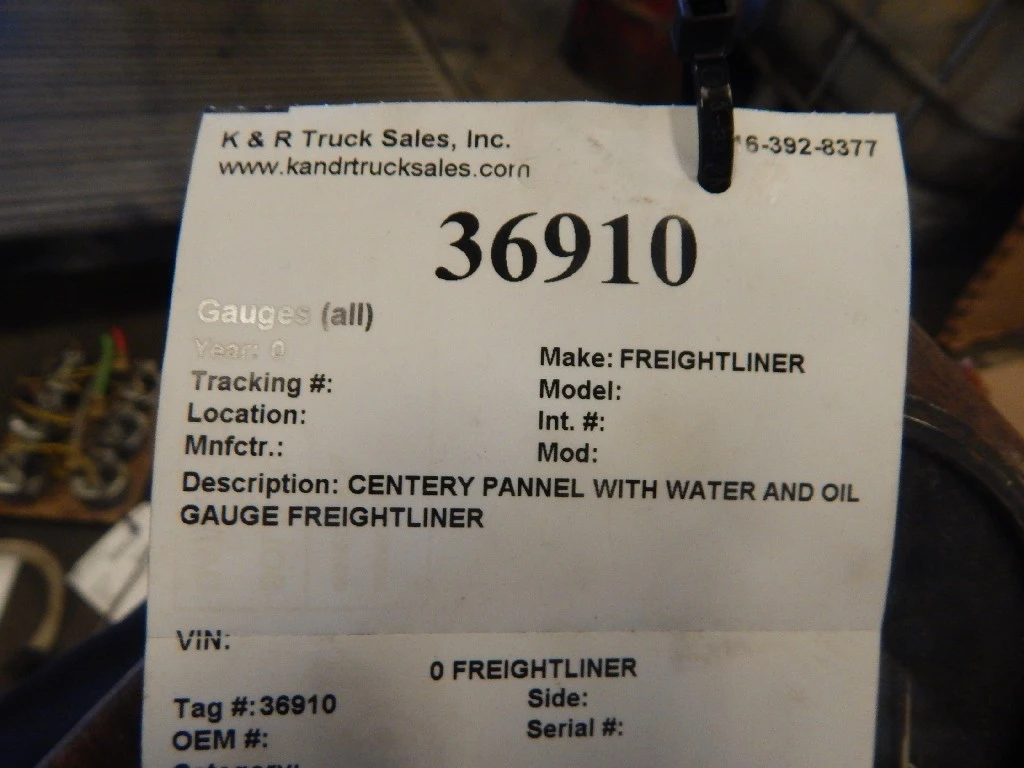 K & R Truck Sales, Inc.
16-392-8377
www.kandrtrucksales.com
36910
Gauges (all)
Year: 0
Make: FREIGHTLINER
Tracking #:
Model:
Location:
Int. #:
Mnfctr.:
Mod:
Description: CENTERY PANNEL WITH WATER AND OIL
GAUGE FREIGHTLINER
VIN:
0 FREIGHTLINER
Tag #: 36910
Side:
OEM #:
Serial #:
Category: